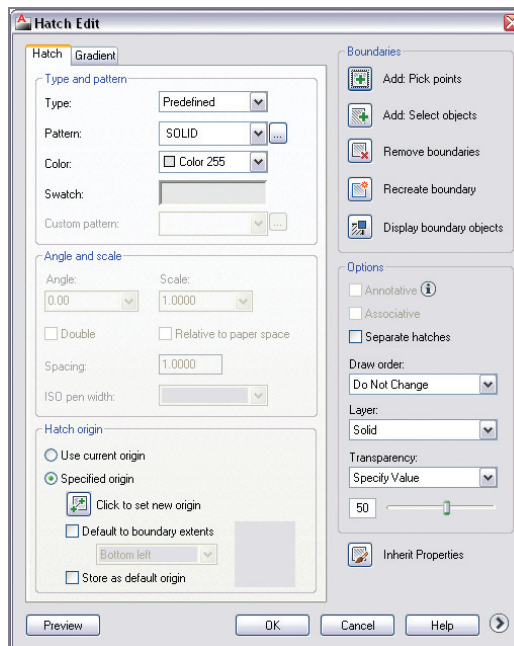 Hatch Edit
Hatch
Gradient
Type and pattern
Type:
Predefined
Pattern:
SOLID
...
Color:
Color 255
Swatch:
Custom pattern:
...
Angle and scale
Angle:
Scale:
0.00
1.0000
Double
Relative to paper space
Spacing:
1.0000
ISO pen width:
Hatch origin
Use current origin
Specified origin
Click to set new origin
Default to boundary extents
Bottom left
Store as default origin
Boundaries
Add: Pick points
Add: Select objects
Remove boundaries
Recreate boundary
Display boundary objects
Options
Annotative
Associative
Separate hatches
Draw order:
Do Not Change
Layer:
Solid
Transparency:
Specify Value
50
Inherit Properties
Preview
OK
Cancel
Help